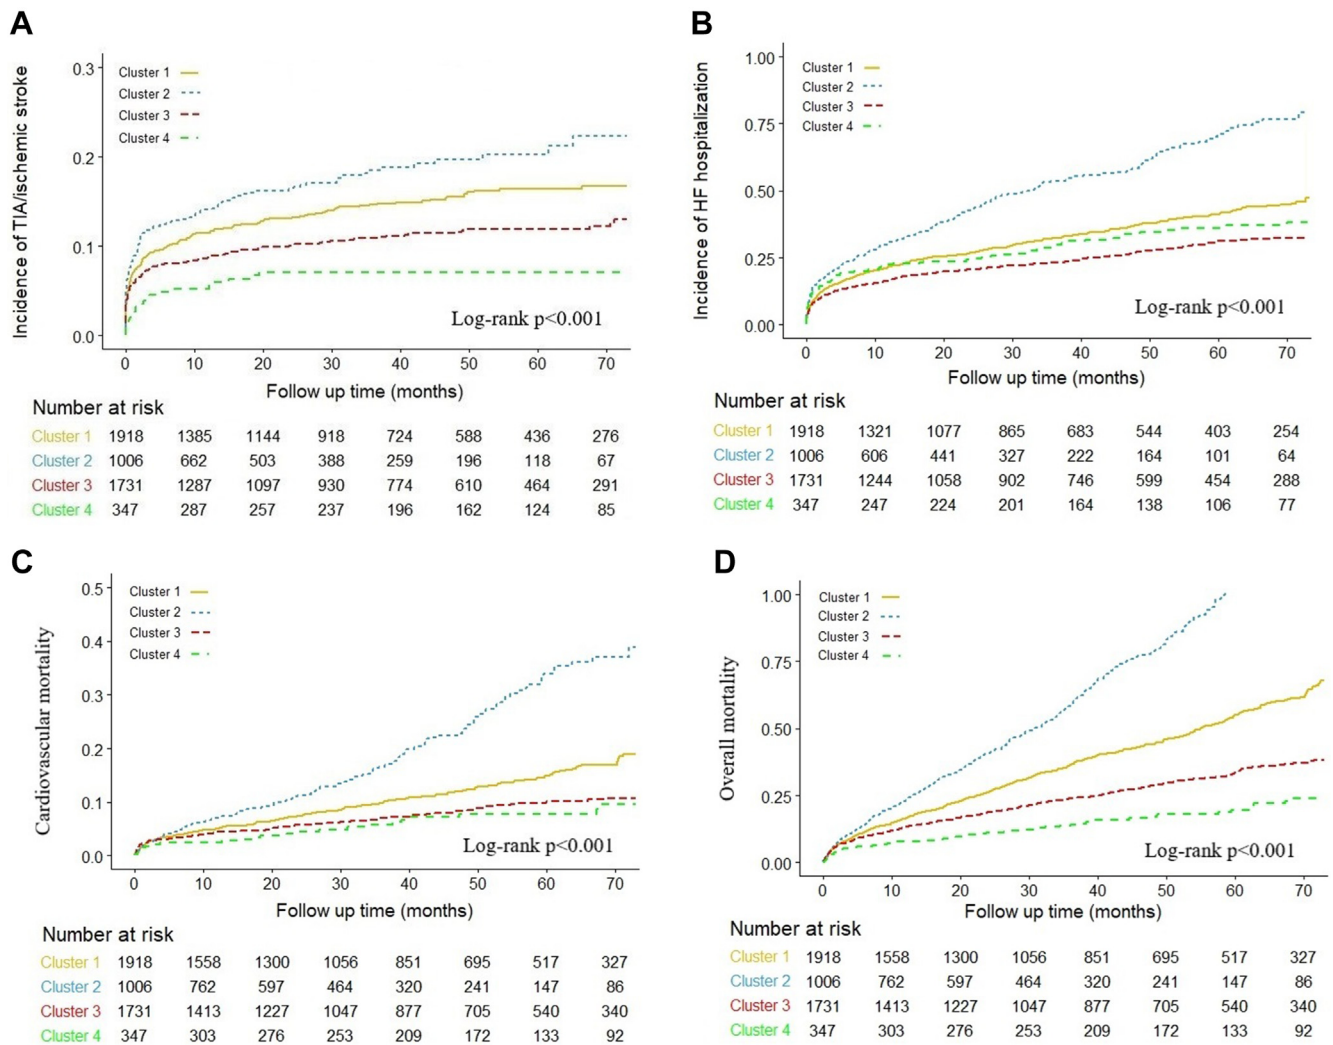 A
Incidence of TIA/ischemic stroke
0.3
0.2
0.1
0.0
Cluster 1
Cluster 2
Cluster 3
Cluster 4
Log-rank p<0.001
0 10 20 30 40 50 60 70
Follow up time (months)
Number at risk
Cluster 1 1918 1385 1144 918 724 588 436 276
Cluster 2 1006 662 503 388 259 196 118 67
Cluster 3 1731 1287 1097 930 774 610 464 291
Cluster 4 347 287 257 237 196 162 124 85
B
Incidence of HF hospitalization
1.00
0.75
0.50
0.25
0.00
Cluster 1
Cluster 2
Cluster 3
Cluster 4
Log-rank p<0.001
0 10 20 30 40 50 60 70
Follow up time (months)
Number at risk
Cluster 1 1918 1321 1077 865 683 544 403 254
Cluster 2 1006 606 441 327 222 164 101 64
Cluster 3 1731 1244 1058 902 746 599 454 288
Cluster 4 347 247 224 201 164 138 106 77
C
Cardiovascular mortality
0.5
0.4
0.3
0.2
0.1
0.0
Cluster 1
Cluster 2
Cluster 3
Cluster 4
Log-rank p<0.001
0 10 20 30 40 50 60 70
Follow up time (months)
Number at risk
Cluster 1 1918 1558 1300 1056 851 695 517 327
Cluster 2 1006 762 597 464 320 241 147 86
Cluster 3 1731 1413 1227 1047 877 705 540 340
Cluster 4 347 303 276 253 209 172 133 92
D
Overall mortality
1.00
0.75
0.50
0.25
0.00
Cluster 1
Cluster 2
Cluster 3
Cluster 4
Log-rank p<0.001
0 10 20 30 40 50 60 70
Follow up time (months)
Number at risk
Cluster 1 1918 1558 1300 1056 851 695 517 327
Cluster 2 1006 762 597 464 320 241 147 86
Cluster 3 1731 1413 1227 1047 877 705 540 340
Cluster 4 347 303 276 253 209 172 133 92